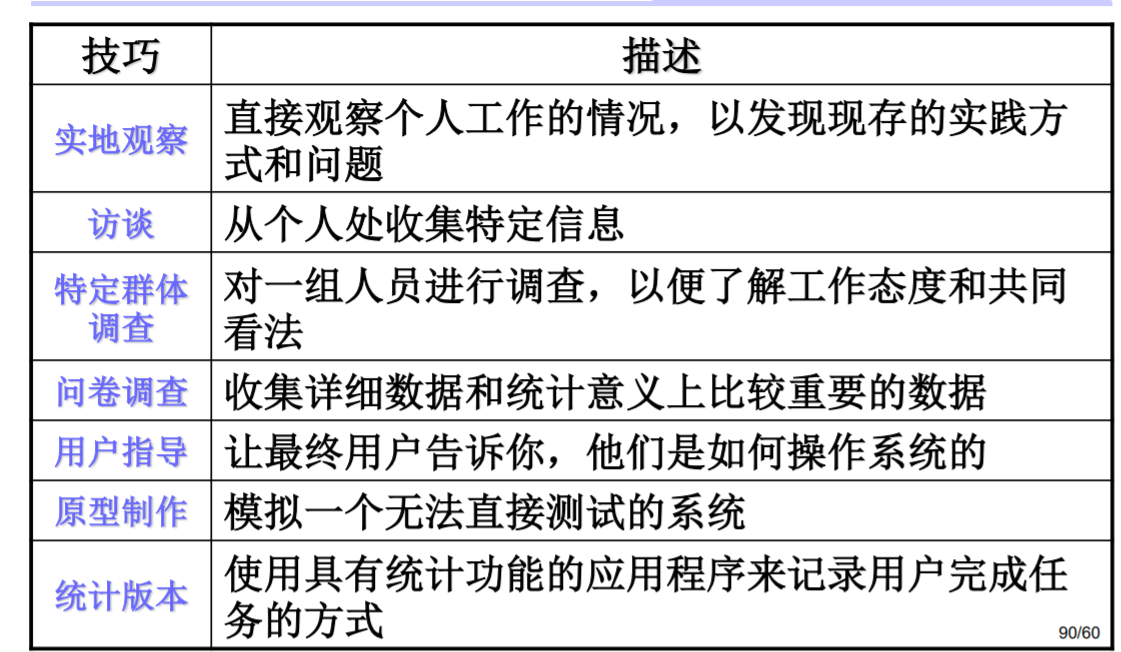 技巧
描述
实地观察
直接观察个人工作的情况，以发现现存的实践方
式和问题
访谈
从个人处收集特定信息
特定群体
调查
对一组人员进行调查，以便了解工作态度和共同
看法
问卷调查
收集详细数据和统计意义上比较重要的数据
用户指导
让最终用户告诉你，他们是如何操作系统的
原型制作
模拟一个无法直接测试的系统
统计版本
使用具有统计功能的应用程序来记录用户完成任
务的方式
90/60